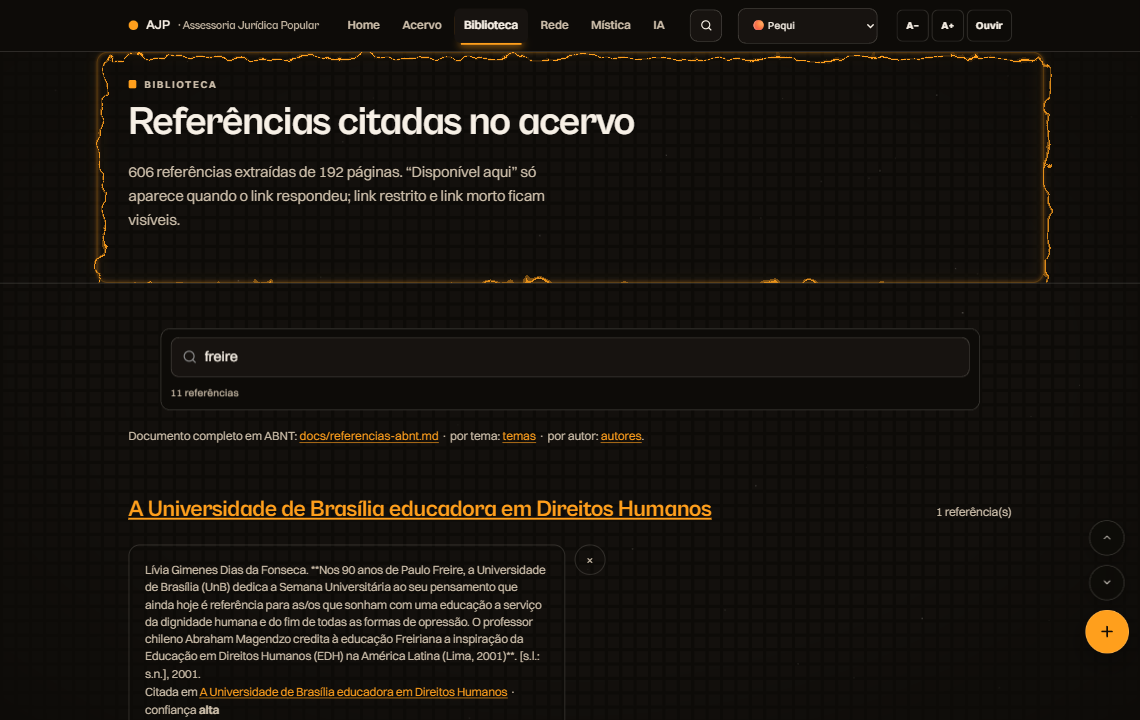 AJP · Assessoria Jurídica Popular Home Acervo Biblioteca Rede Mística IA Pequi A− A+ Ouvir
BIBLIOTECA
Referências citadas no acervo
606 referências extraídas de 192 páginas. “Disponível aqui” só
aparece quando o link respondeu; link restrito e link morto ficam
visíveis.
freire
11 referências
Documento completo em ABNT: docs/referencias-abnt.md · por tema: temas · por autor: autores.
A Universidade de Brasília educadora em Direitos Humanos
1 referência(s)
Lívia Gimenes Dias da Fonseca. **Nos 90 anos de Paulo Freire, a Universidade
de Brasília (UnB) dedica a Semana Universitária ao seu pensamento que
ainda hoje é referência para as/os que sonham com uma educação a serviço
da dignidade humana e do fim de todas as formas de opressão. O professor
chileno Abraham Magendzo credita à educação Freiriana a inspiração da
Educação em Direitos Humanos (EDH) na América Latina (Lima, 2001)**. [s.l.:
s.n.], 2001.
Citada em A Universidade de Brasília educadora em Direitos Humanos ·
confiança alta